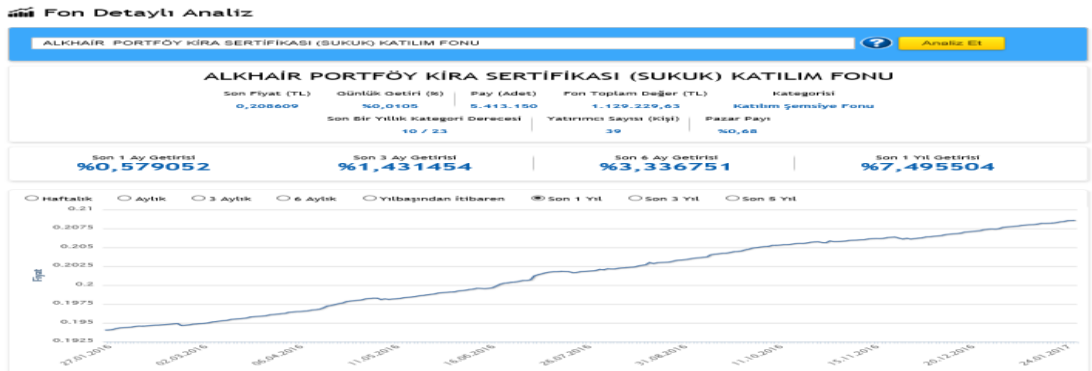 Fon Detaylı Analiz
ALKHAİR PORTFÖY KİRA SERTİFİKASI (SUKUK) KATILIM FONU
? Analiz Et
ALKHAİR PORTFÖY KİRA SERTİFİKASI (SUKUK) KATILIM FONU
Son Fiyat (TL) Günlük Getiri (%) Pay (Adet) Fon Toplam Değer (TL) Kategorisi
0,208609 %0,0105 5.413.150 1.129.229,63 Katılım Şemsiye Fonu
Son Bir Yıllık Kategori Derecesi Yatırımcı Sayısı (Kişi) Pazar Payı
10 / 23 39 %0,68
Son 1 Ay Getirisi Son 3 Ay Getirisi Son 6 Ay Getirisi Son 1 Yıl Getirisi
%0,579052 %1,431454 %3,336751 %7,495504
Haftalık Aylık 3 Aylık 6 Aylık Yılbaşından İtibaren Son 1 Yıl Son 3 Yıl Son 5 Yıl
0.21
0.2075
0.205
0.2025
Fiyat
0.2
0.1975
0.195
0.1925
27.01.2016 02.03.2016 06.04.2016 11.05.2016 16.06.2016 26.07.2016 31.08.2016 11.10.2016 15.11.2016 20.12.2016 24.01.2017